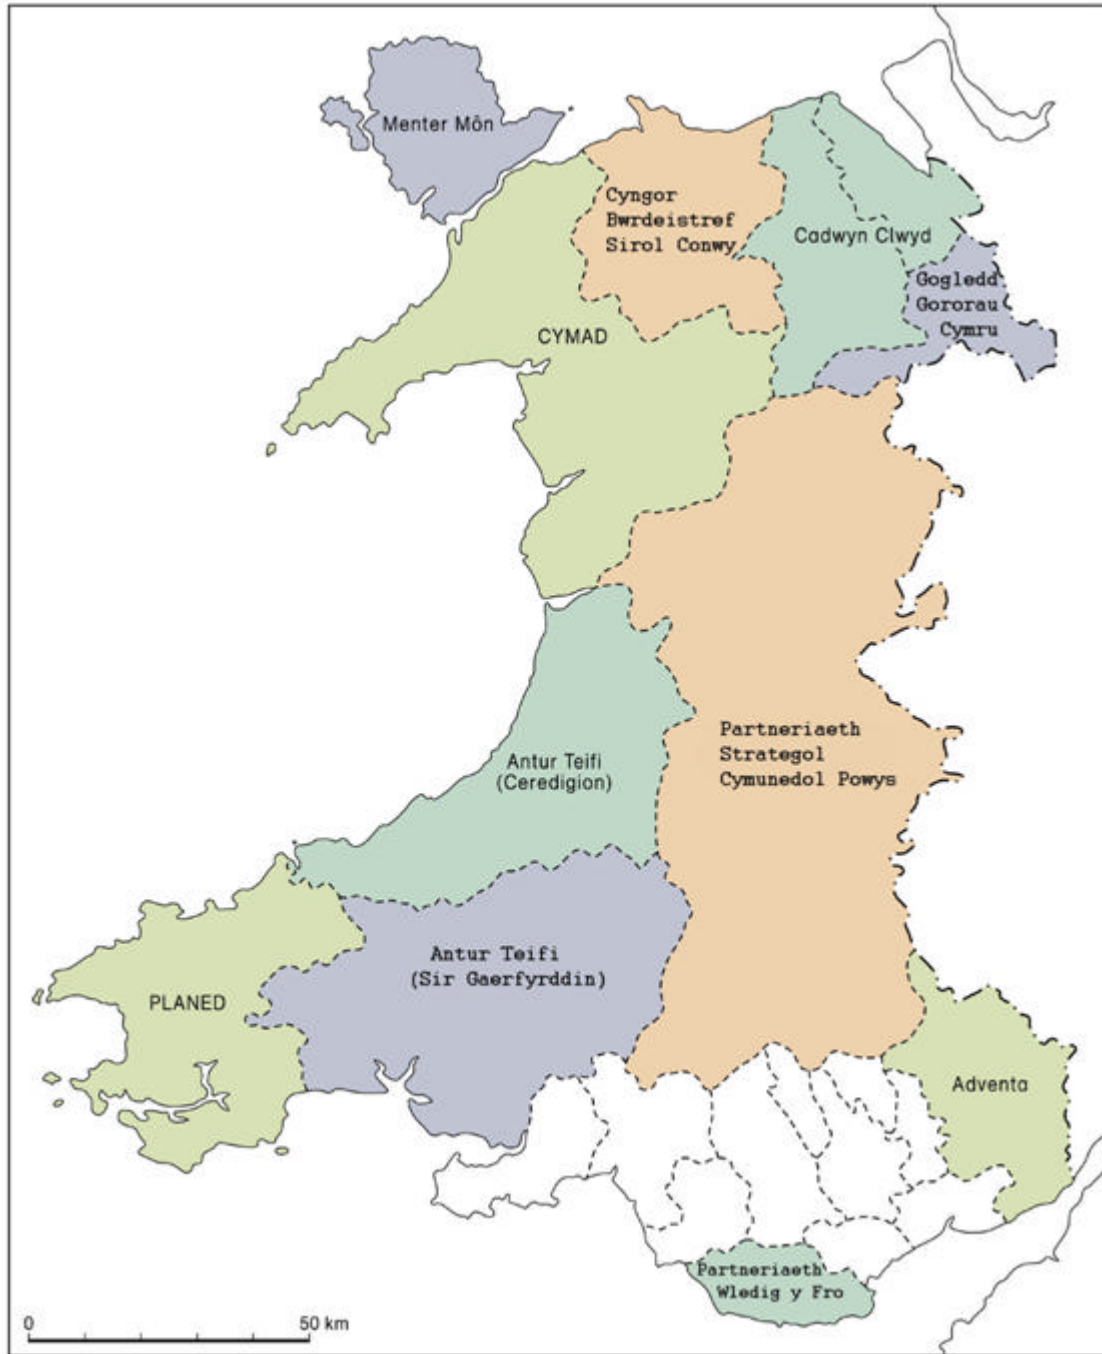 Menter Môn
Cyngor
Bwrdeistref
Sirol Conwy
Cadwyn Clwyd
Gogledd
Gororau
Cymru
CYMAD
Partneriaeth
Strategol
Cymunedol Powys
Antur Teifi
(Ceredigion)
Antur Teifi
(Sir Gaerfyrddin)
PLANED
Adventa
Partneriaeth
Wledig y Fro
0
50 km